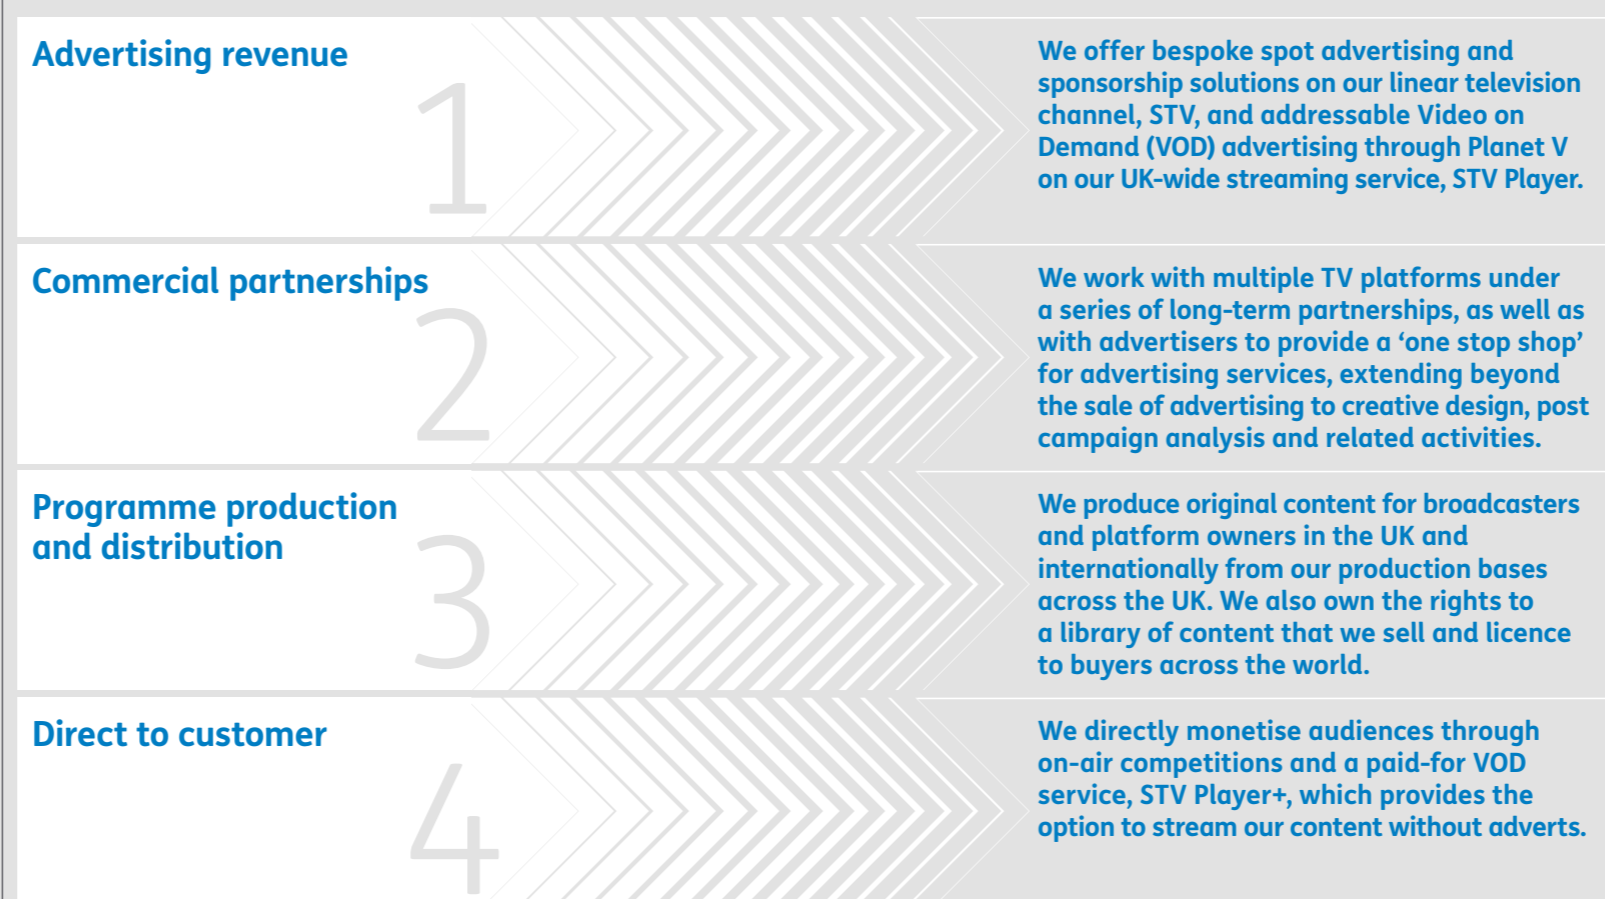 Advertising revenue
1
We offer bespoke spot advertising and
sponsorship solutions on our linear television
channel, STV, and addressable Video on
Demand (VOD) advertising through Planet V
on our UK-wide streaming service, STV Player.
Commercial partnerships
2
We work with multiple TV platforms under
a series of long-term partnerships, as well as
with advertisers to provide a ‘one stop shop’
for advertising services, extending beyond
the sale of advertising to creative design, post
campaign analysis and related activities.
Programme production
and distribution
3
We produce original content for broadcasters
and platform owners in the UK and
internationally from our production bases
across the UK. We also own the rights to
a library of content that we sell and licence
to buyers across the world.
Direct to customer
4
We directly monetise audiences through
on-air competitions and a paid-for VOD
service, STV Player+, which provides the
option to stream our content without adverts.